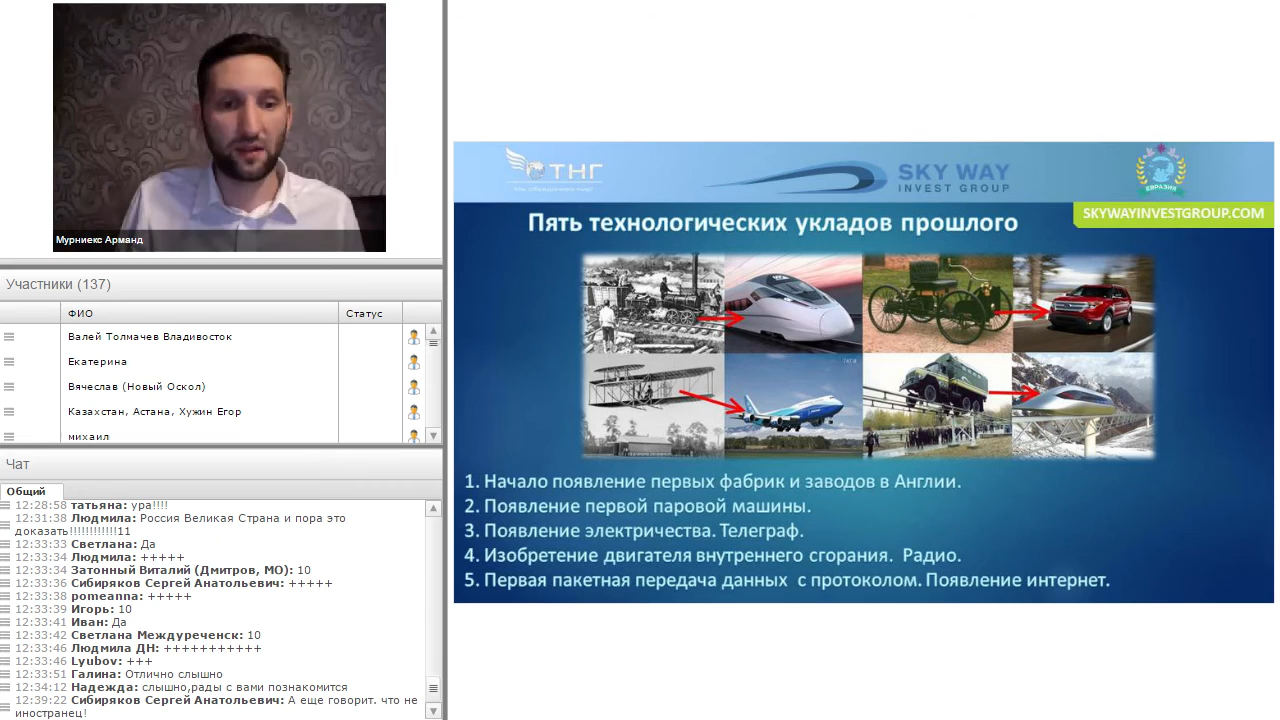 Мурниекс Арманд
Участники (137)
ФИО
Статус
Валей Толмачев Владивосток
Екатерина
Вячеслав (Новый Оскол)
Казахстан, Астана, Хужин Егор
михаил
Чат
Общий
12:28:58 татьяна: ура!!!!
12:31:38 Людмила: Россия Великая Страна и пора это
доказать!!!!!!!!!!!!11
12:33:33 Светлана: Да
12:33:34 Людмила: +++++
12:33:34 Затонный Виталий (Дмитров, МО): 10
12:33:36 Сибиряков Сергей Анатольевич: +++++
12:33:38 pomeanna: +++++
12:33:39 Игорь: 10
12:33:41 Иван: Да
12:33:42 Светлана Междуреченск: 10
12:33:46 Людмила ДН: +++++++++++
12:33:46 Lyubov: +++
12:33:51 Галина: Отлично слышно
12:34:12 Надежда: слышно,рады с вами познакомится
12:39:22 Сибиряков Сергей Анатольевич: А еще говорит. что не
иностранец!
ТНГ
SKY WAY
INVEST GROUP
ЕВРАЗИЯ
SKYWAYINVESTGROUP.COM
Пять технологических укладов прошлого
1. Начало появление первых фабрик и заводов в Англии.
2. Появление первой паровой машины.
3. Появление электричества. Телеграф.
4. Изобретение двигателя внутреннего сгорания. Радио.
5. Первая пакетная передача данных с протоколом. Появление интернет.